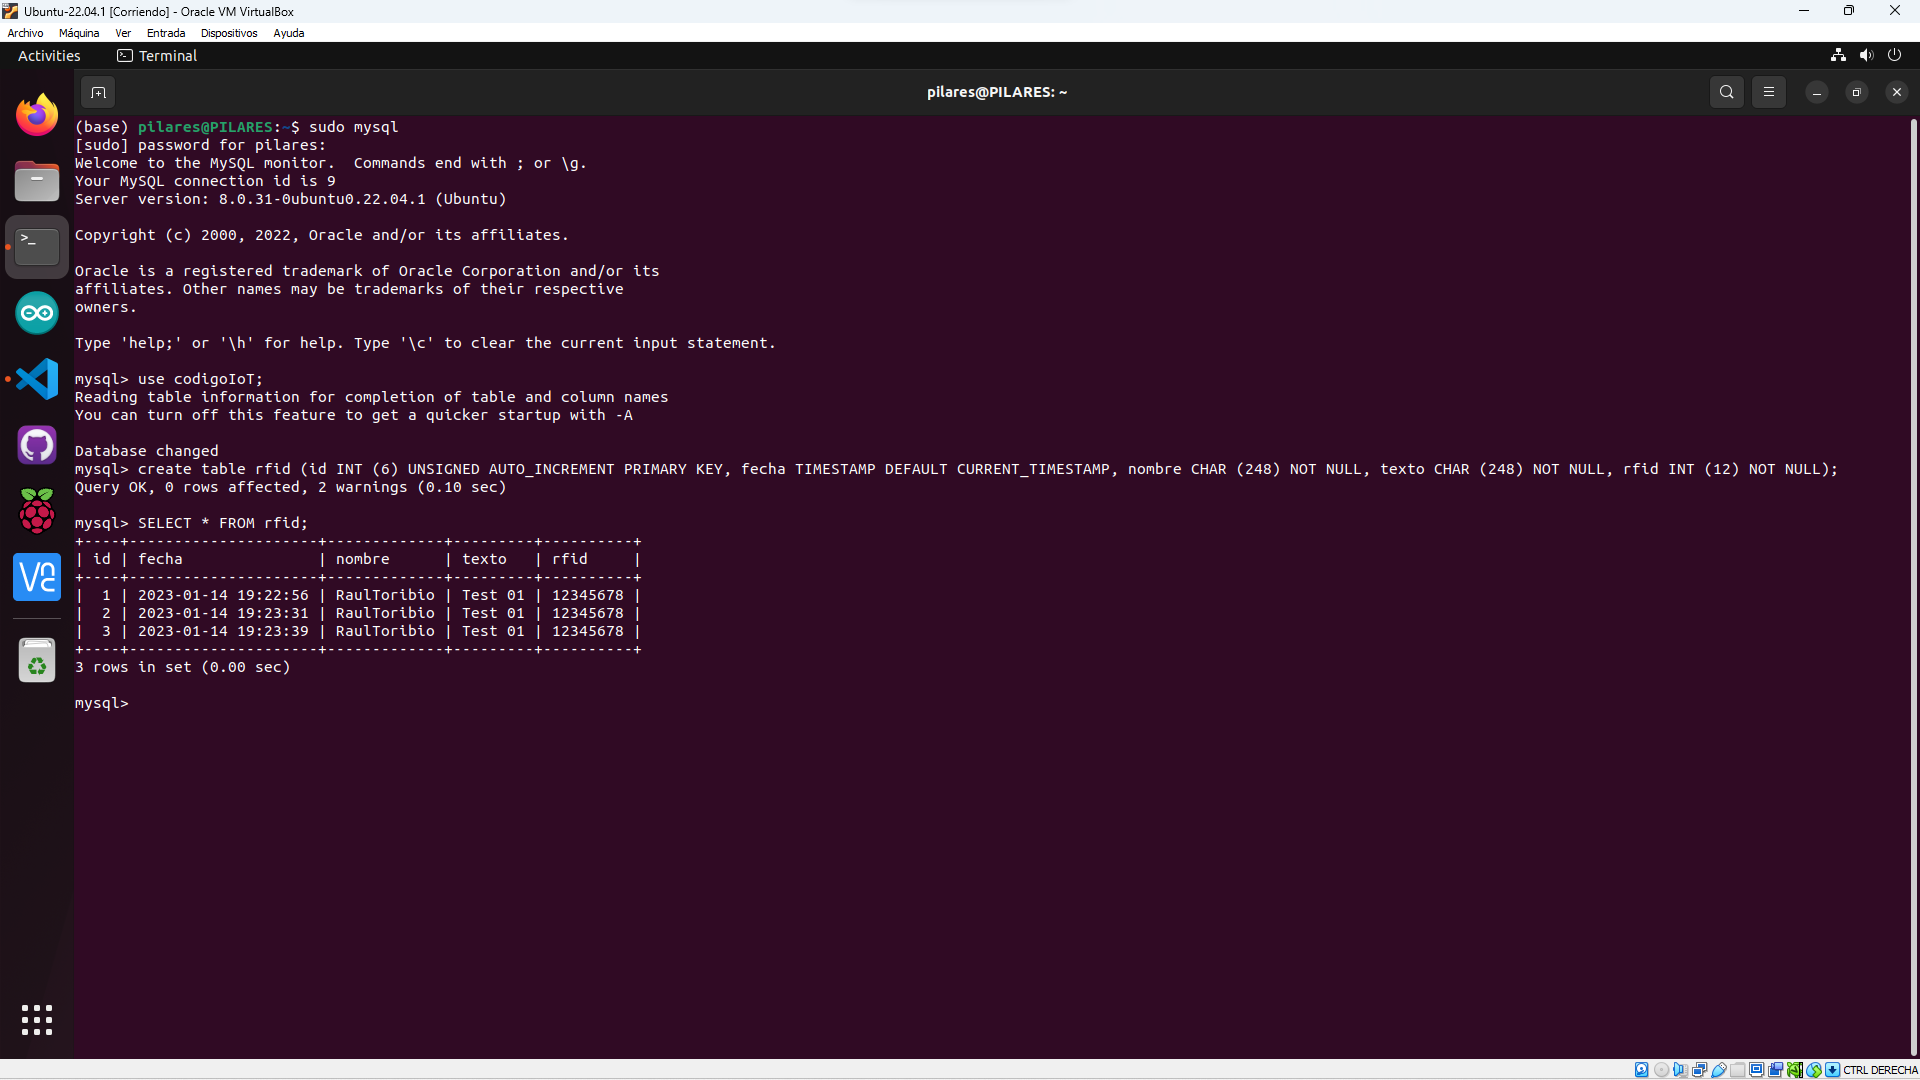 Ubuntu-22.04.1 [Corriendo] - Oracle VM VirtualBox
Archivo Máquina Ver Entrada Dispositivos Ayuda
Activities Terminal
pilares@PILARES: ~
(base) pilares@PILARES:~$ sudo mysql
[sudo] password for pilares:
Welcome to the MySQL monitor.  Commands end with ; or \g.
Your MySQL connection id is 9
Server version: 8.0.31-0ubuntu0.22.04.1 (Ubuntu)
Copyright (c) 2000, 2022, Oracle and/or its affiliates.
Oracle is a registered trademark of Oracle Corporation and/or its
affiliates. Other names may be trademarks of their respective
owners.
Type 'help;' or '\h' for help. Type '\c' to clear the current input statement.
mysql> use codigoIoT;
Reading table information for completion of table and column names
You can turn off this feature to get a quicker startup with -A
Database changed
mysql> create table rfid (id INT (6) UNSIGNED AUTO_INCREMENT PRIMARY KEY, fecha TIMESTAMP DEFAULT CURRENT_TIMESTAMP, nombre CHAR (248) NOT NULL, texto CHAR (248) NOT NULL, rfid INT (12) NOT NULL);
Query OK, 0 rows affected, 2 warnings (0.10 sec)
mysql> SELECT * FROM rfid;
+----+---------------------+-------------+---------+----------+
| id | fecha               | nombre      | texto   | rfid     |
+----+---------------------+-------------+---------+----------+
|  1 | 2023-01-14 19:22:56 | RaulToribio | Test 01 | 12345678 |
|  2 | 2023-01-14 19:23:31 | RaulToribio | Test 01 | 12345678 |
|  3 | 2023-01-14 19:23:39 | RaulToribio | Test 01 | 12345678 |
+----+---------------------+-------------+---------+----------+
3 rows in set (0.00 sec)
mysql>
CTRL DERECHA